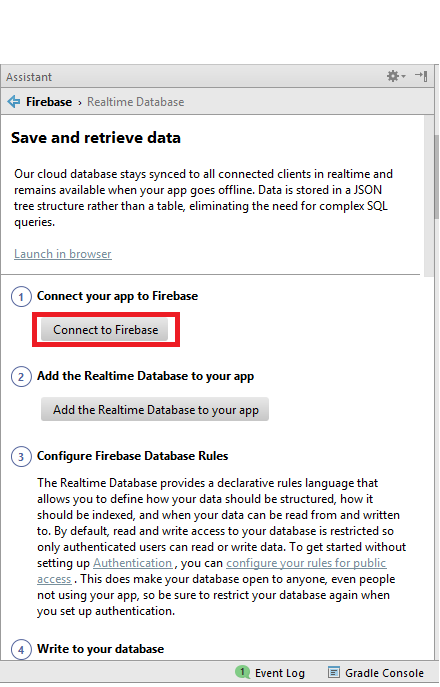 Assistant
Firebase › Realtime Database
Save and retrieve data
Our cloud database stays synced to all connected clients in realtime and
remains available when your app goes offline. Data is stored in a JSON
tree structure rather than a table, eliminating the need for complex SQL
queries.
Launch in browser
1 Connect your app to Firebase
Connect to Firebase
2 Add the Realtime Database to your app
Add the Realtime Database to your app
3 Configure Firebase Database Rules
The Realtime Database provides a declarative rules language that
allows you to define how your data should be structured, how it
should be indexed, and when your data can be read from and written
to. By default, read and write access to your database is restricted so
only authenticated users can read or write data. To get started without
setting up Authentication , you can configure your rules for public
access . This does make your database open to anyone, even people
not using your app, so be sure to restrict your database again when
you set up authentication.
4 Write to your database
1 Event Log Gradle Console